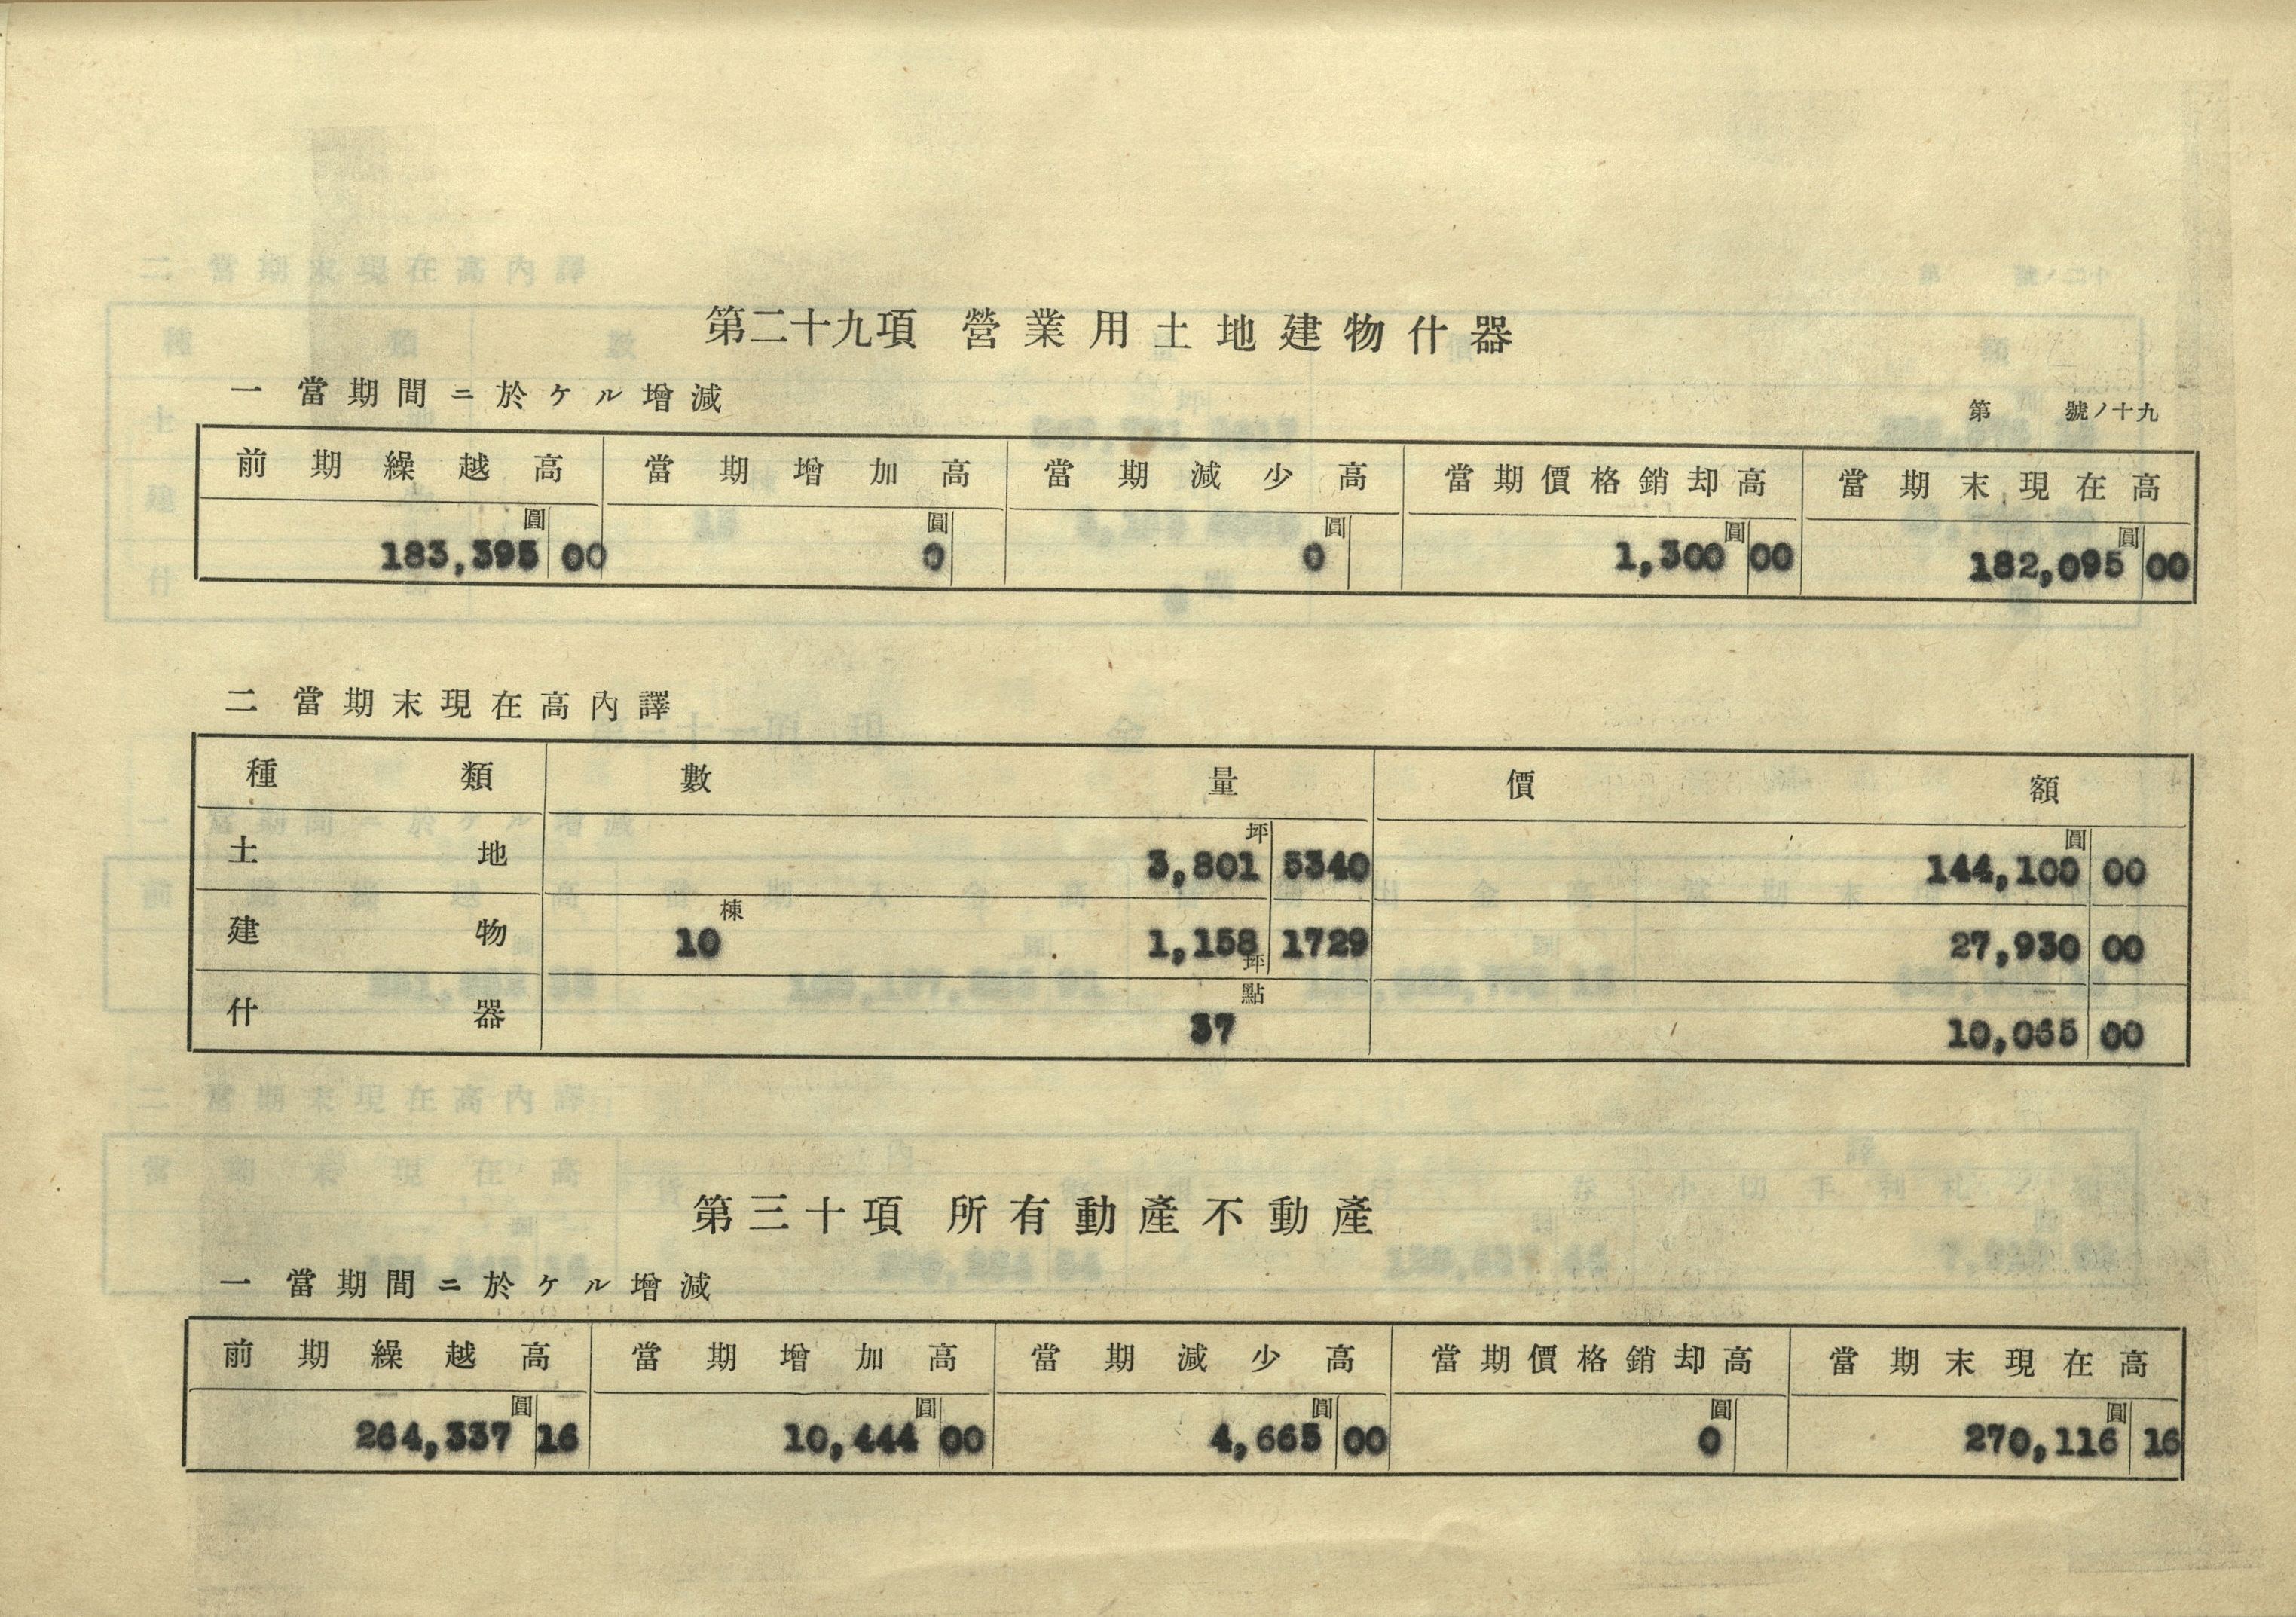 第二十九項 營業用土地建物什器
一 當期間ニ於ケル增減
第 號ノ十九
前期繰越高 當期增加高 當期減少高 當期價格銷却高 當期末現在高
圓 圓 圓 圓 圓
183,395 00 0 0 1,300 00 182,095 00
二 當期末現在高內譯
種類 數量 價額
土地 坪 3,801 5340 圓 144,100 00
建物 棟 10 1,158 坪 1729 27,930 00
什器 點 37 10,065 00
第三十項 所有動產不動產
一 當期間ニ於ケル增減
前期繰越高 當期增加高 當期減少高 當期價格銷却高 當期末現在高
圓 圓 圓 圓 圓
264,337 16 10,444 00 4,665 00 0 270,116 16